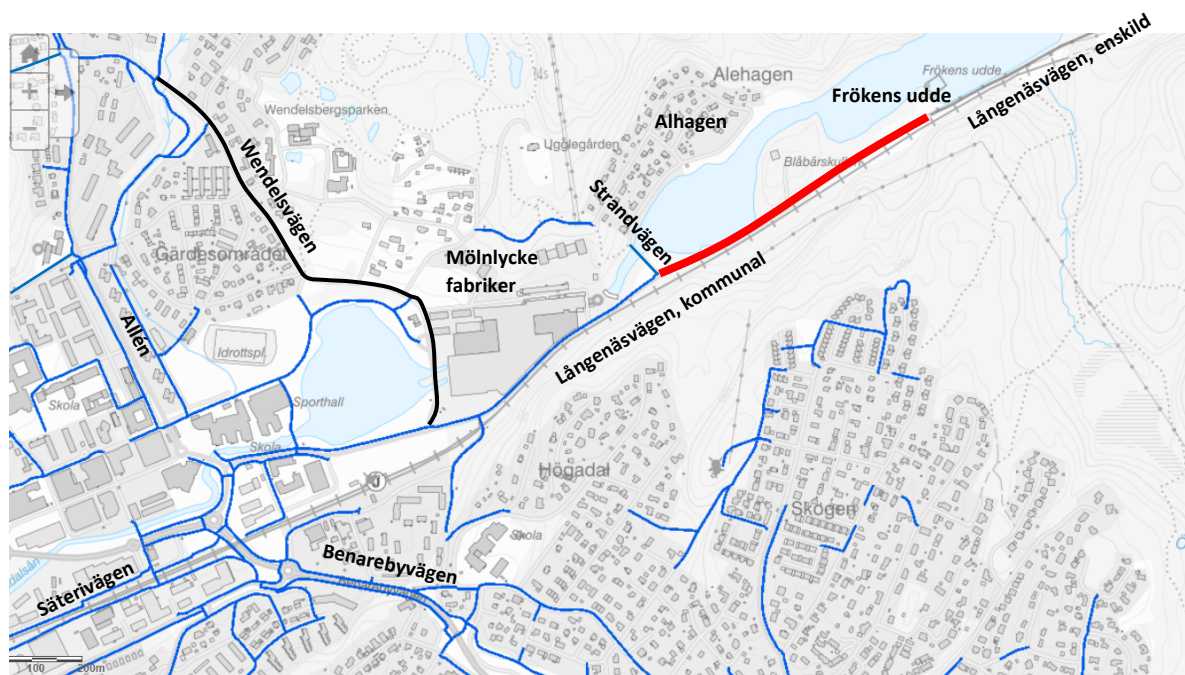 Långenäsvägen, enskild
Frökens udde
Alehagen
Frökens udde
Alhagen
Wendelsbergsparken
Ugglegården
Blåbärskullen
Wendelsvägen
Strandvägen
Gärdesområdet
Mölnlycke
fabriker
Långenäsvägen, kommunal
Allén
Idrottspl.
Skola
Sporthall
Skola
Högadal
Skogen
Skola
Benarebyvägen
Benarebyvägen
Säterivägen
100
200m